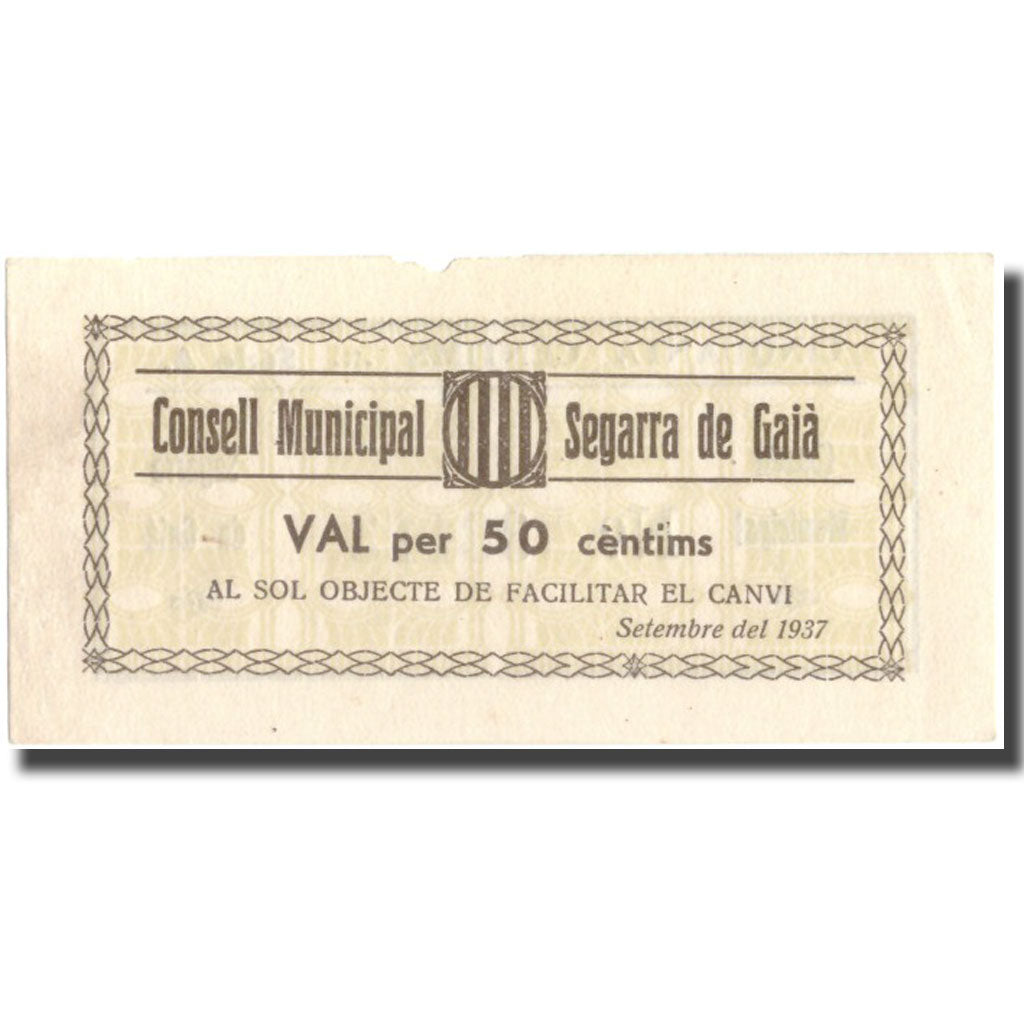 Consell Municipal Segarra de Gaià
VAL per 50 cèntims
AL SOL OBJECTE DE FACILITAR EL CANVI
Setembre del 1937